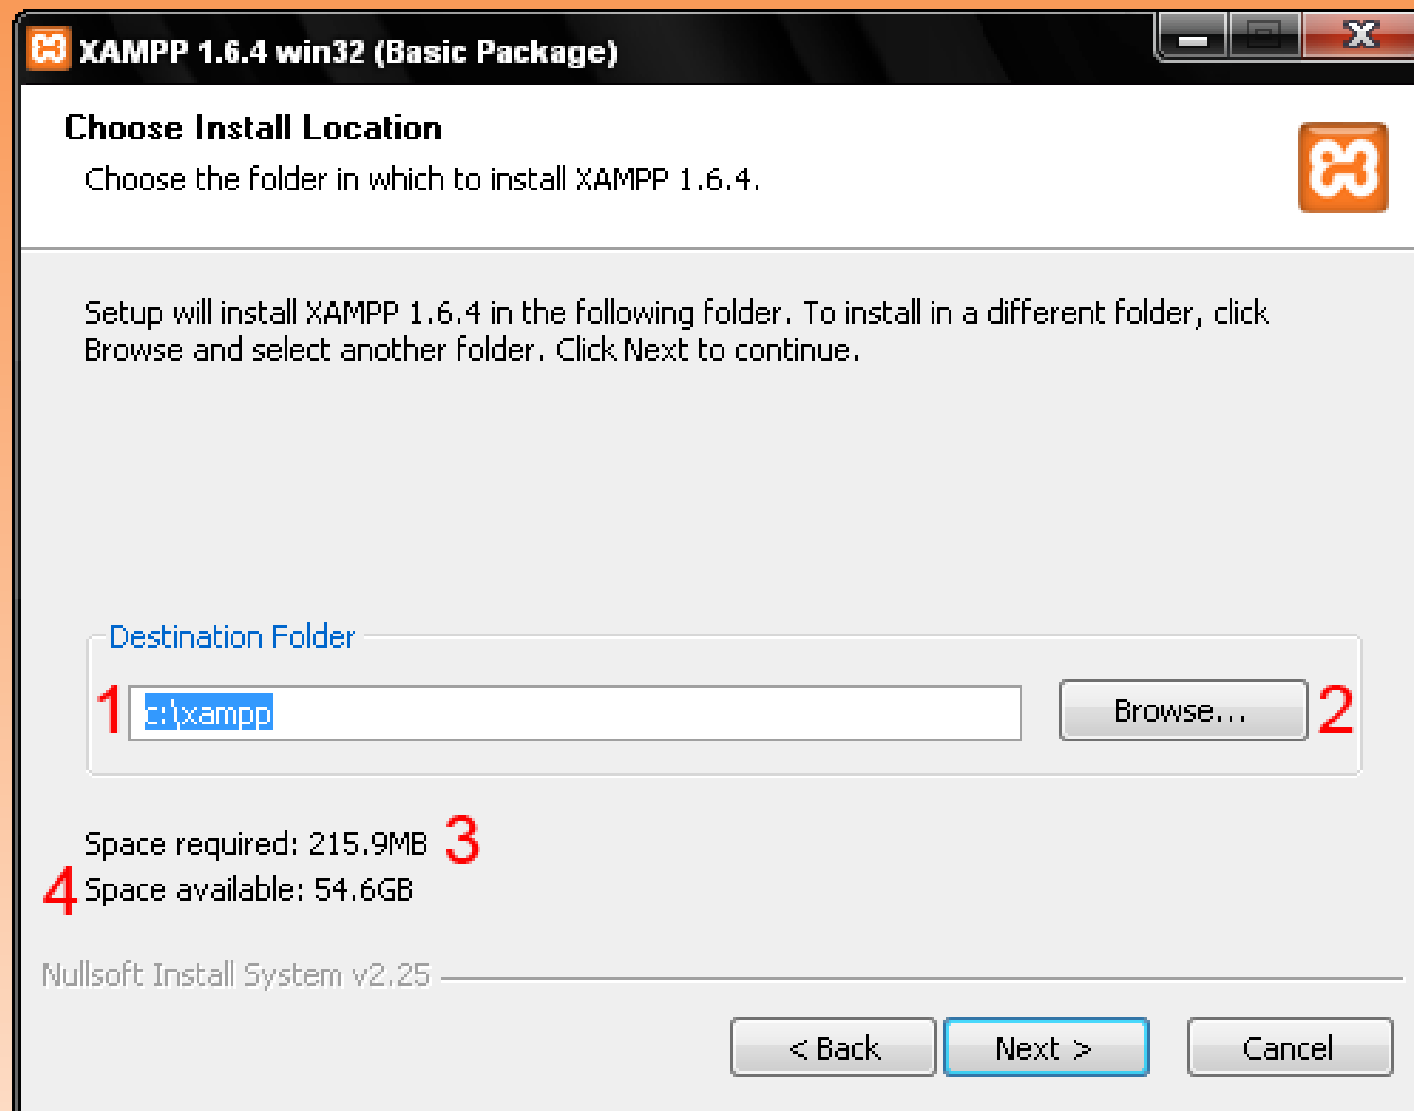 XAMPP 1.6.4 win32 (Basic Package)
Choose Install Location
Choose the folder in which to install XAMPP 1.6.4.
Setup will install XAMPP 1.6.4 in the following folder. To install in a different folder, click
Browse and select another folder. Click Next to continue.
Destination Folder
1 c:\xampp Browse... 2
Space required: 215.9MB 3
4 Space available: 54.6GB
Nullsoft Install System v2.25
< Back Next > Cancel